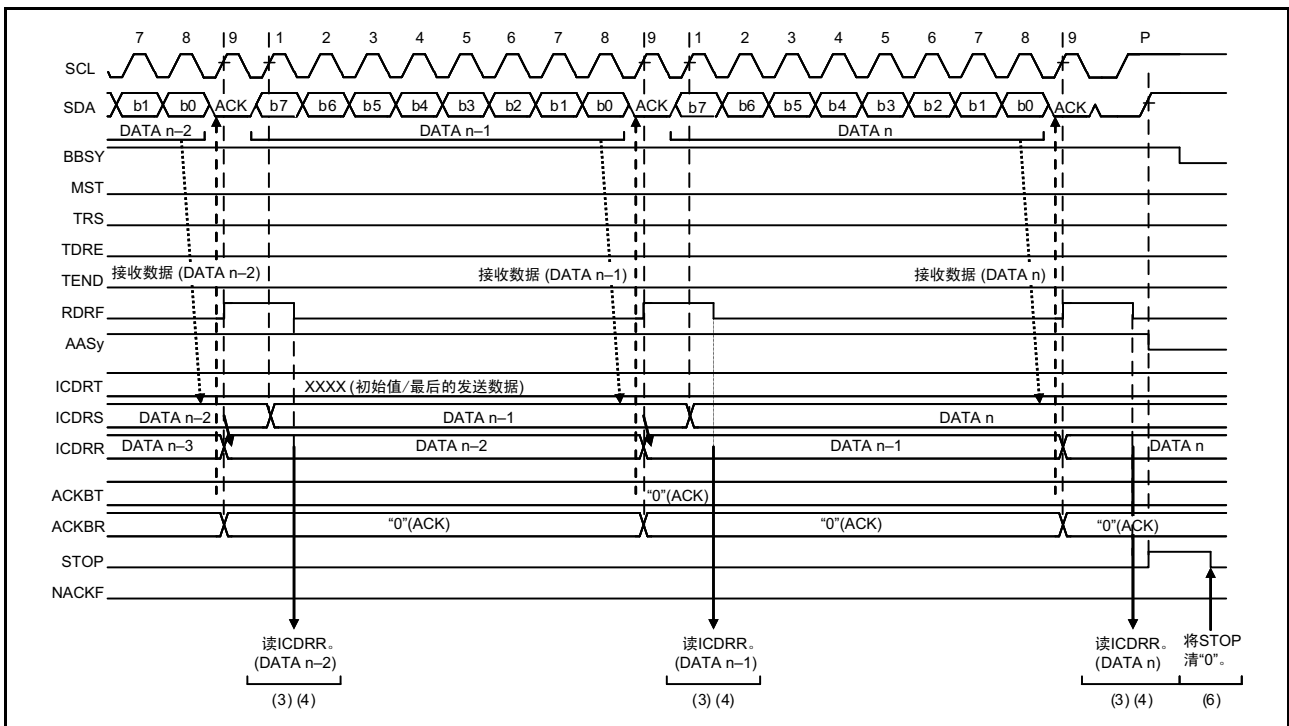 7 8 9 1 2 3 4 5 6 7 8 9 1 2 3 4 5 6 7 8 9 P
SCL
SDA b1 b0 ACK b7 b6 b5 b4 b3 b2 b1 b0 ACK b7 b6 b5 b4 b3 b2 b1 b0 ACK
DATA n–2 DATA n–1 DATA n
BBSY
MST
TRS
TDRE
接收数据 (DATA n–2) 接收数据 (DATA n–1) 接收数据 (DATA n)
TEND
RDRF
AASy
ICDRT XXXX (初始值/最后的发送数据)
ICDRS DATA n–2 DATA n–1 DATA n
ICDRR DATA n–3 DATA n–2 DATA n–1 DATA n
ACKBT “0”(ACK)
ACKBR “0”(ACK) “0”(ACK) “0”(ACK)
STOP
NACKF
读ICDRR。 读ICDRR。 读ICDRR。 将STOP
(DATA n–2) (DATA n–1) (DATA n) 清“0”。
(3) (4) (3) (4) (3) (4) (6)